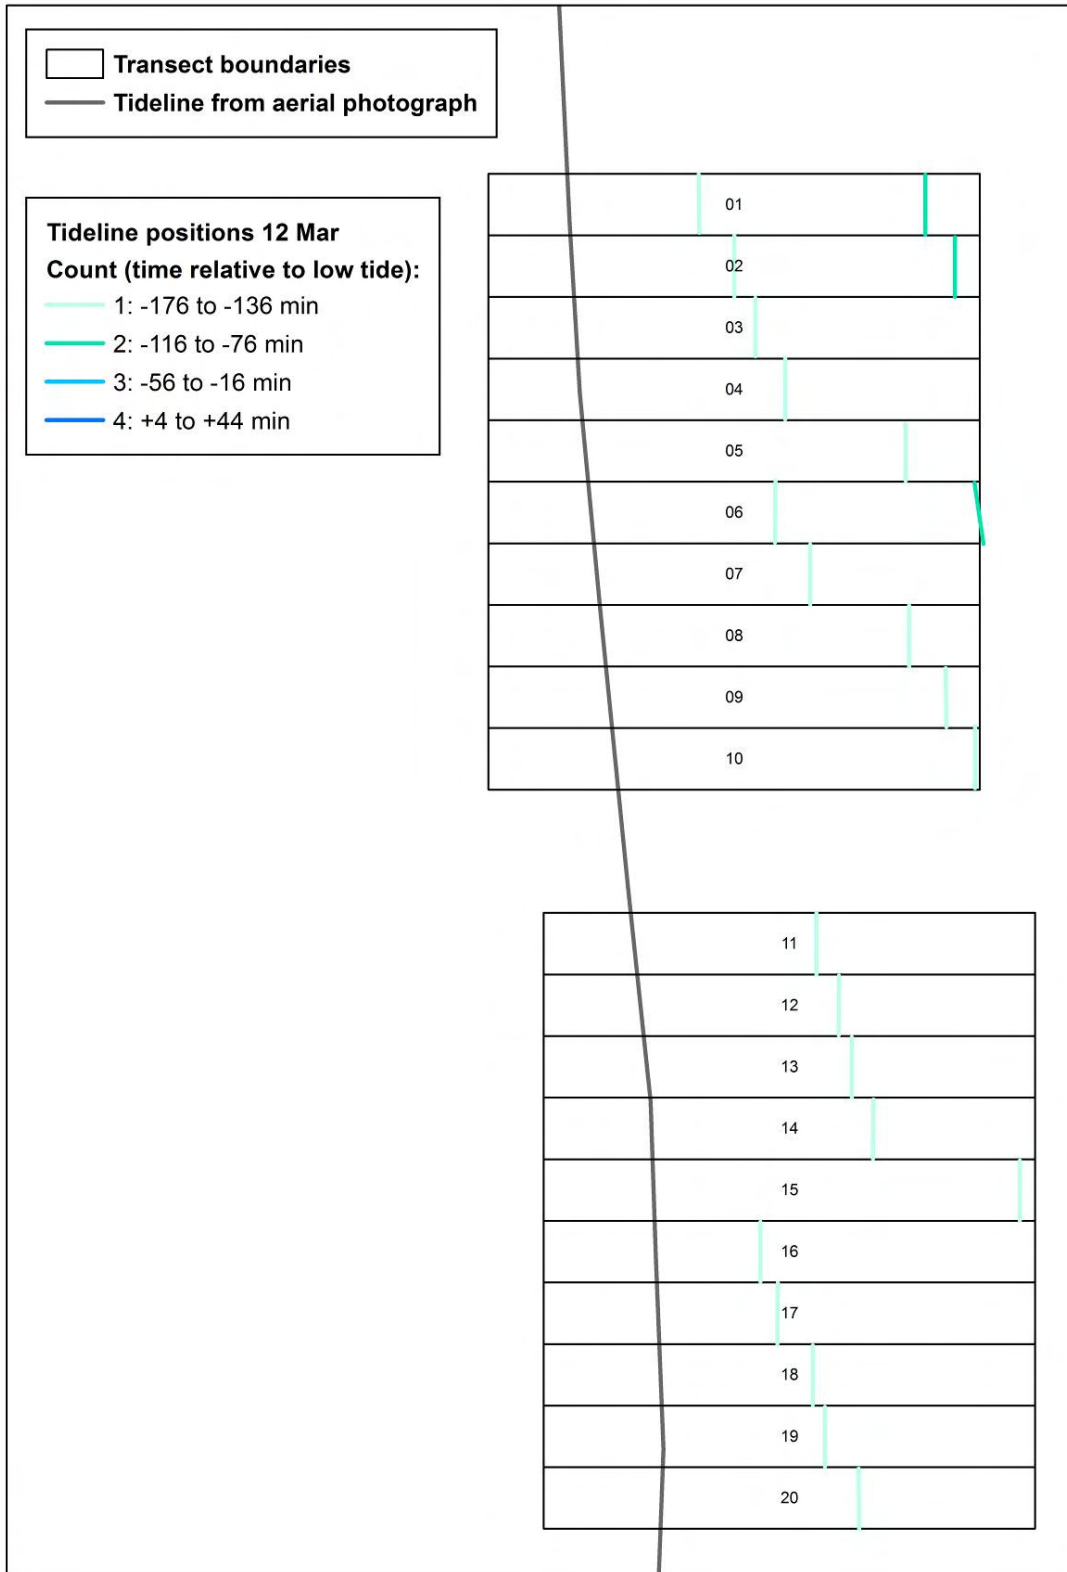 Transect boundaries
Tideline from aerial photograph
Tideline positions 12 Mar
Count (time relative to low tide):
1: -176 to -136 min
2: -116 to -76 min
3: -56 to -16 min
4: +4 to +44 min
01
02
03
04
05
06
07
08
09
10
11
12
13
14
15
16
17
18
19
20